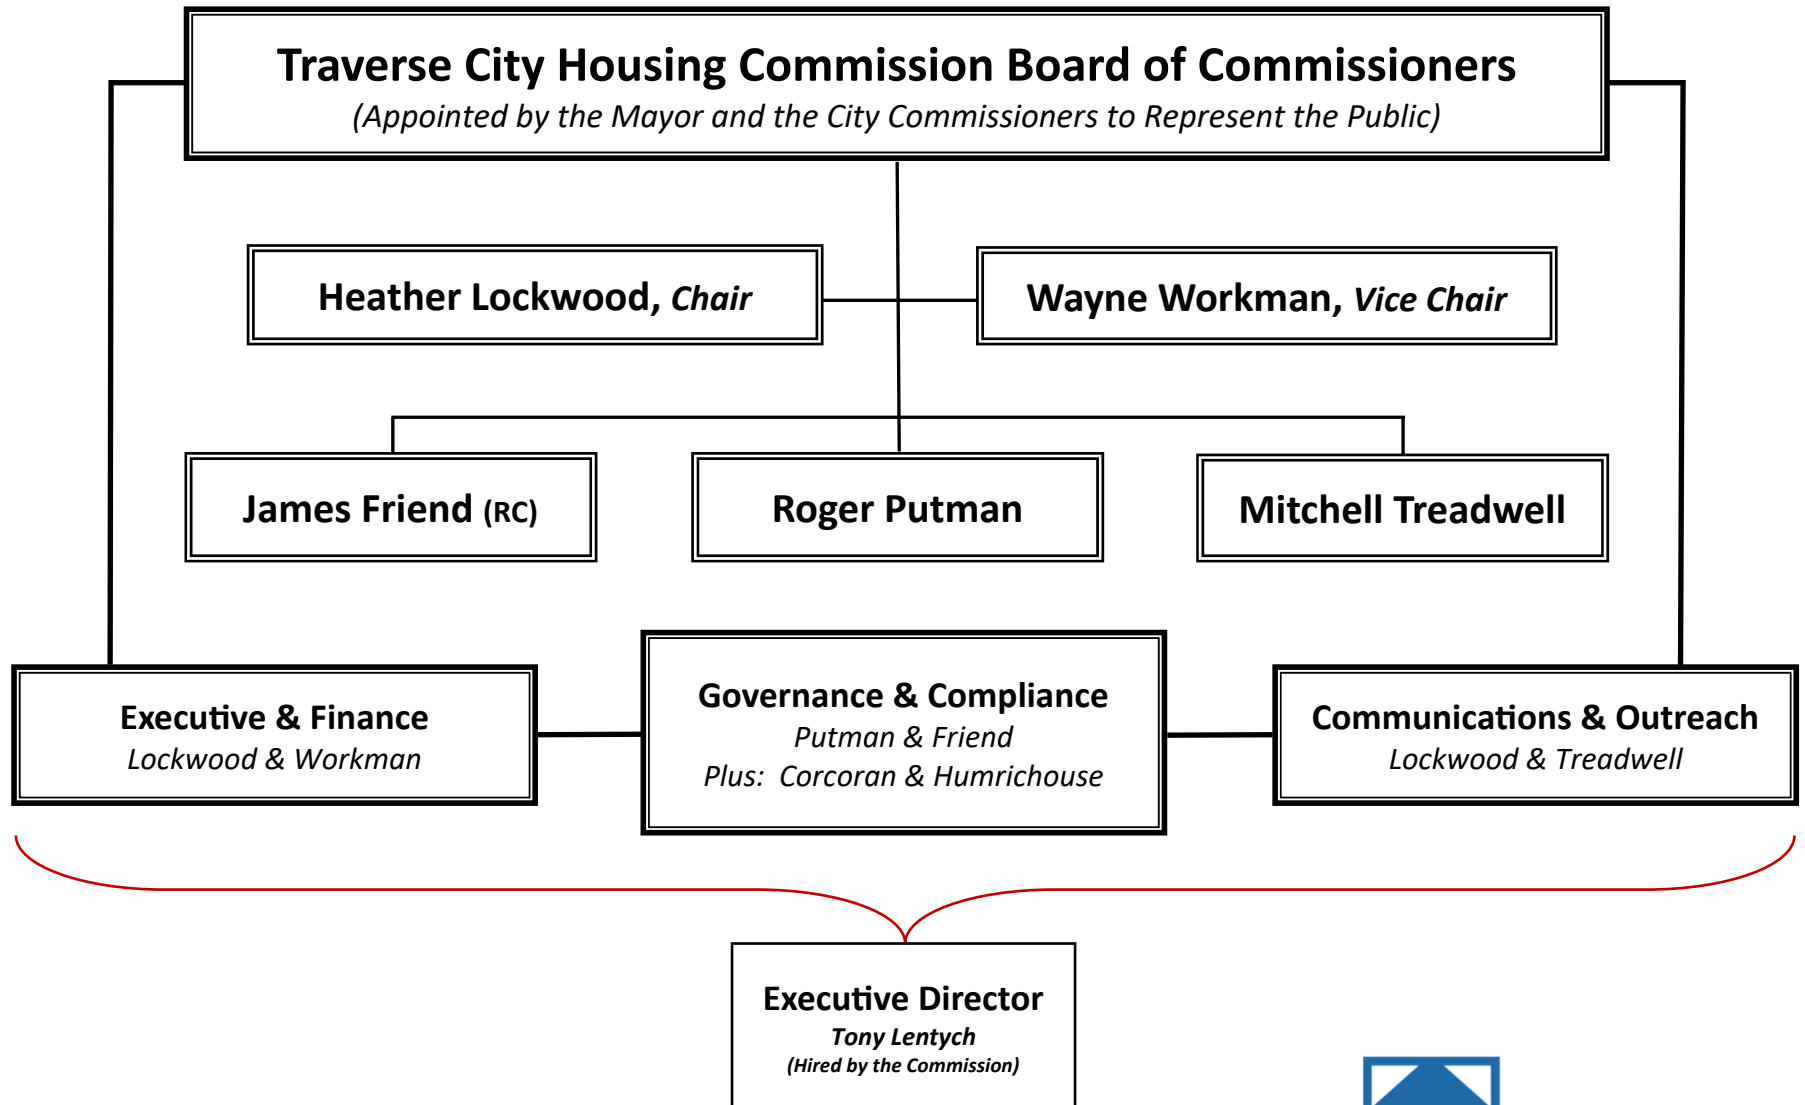 Traverse City Housing Commission Board of Commissioners
(Appointed by the Mayor and the City Commissioners to Represent the Public)
Heather Lockwood, Chair
Wayne Workman, Vice Chair
James Friend (RC)
Roger Putman
Mitchell Treadwell
Executive & Finance
Lockwood & Workman
Governance & Compliance
Putman & Friend
Plus: Corcoran & Humrichouse
Communications & Outreach
Lockwood & Treadwell
Executive Director
Tony Lentych
(Hired by the Commission)